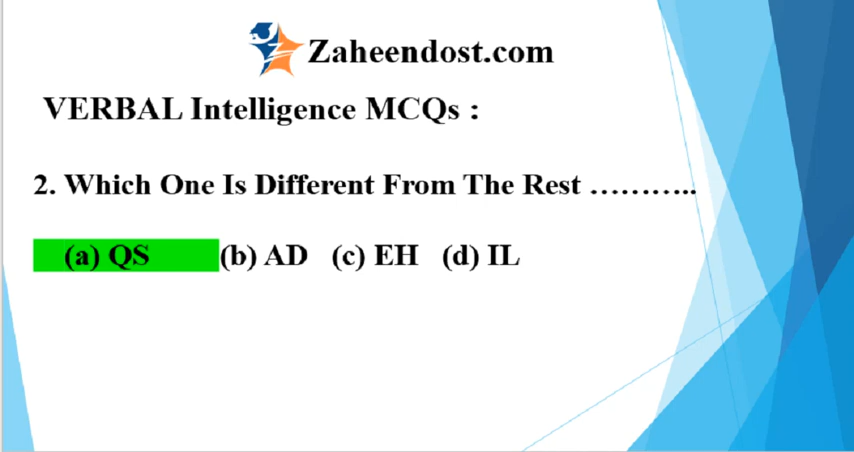 Zaheendost.com
VERBAL Intelligence MCQs :
2. Which One Is Different From The Rest ………..
(a) QS (b) AD (c) EH (d) IL